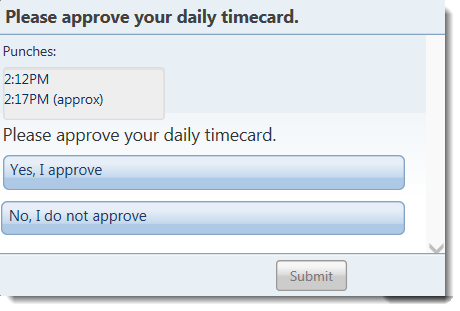 Please approve your daily timecard.
Punches:
2:12PM
2:17PM (approx)
Please approve your daily timecard.
Yes, I approve
No, I do not approve
Submit